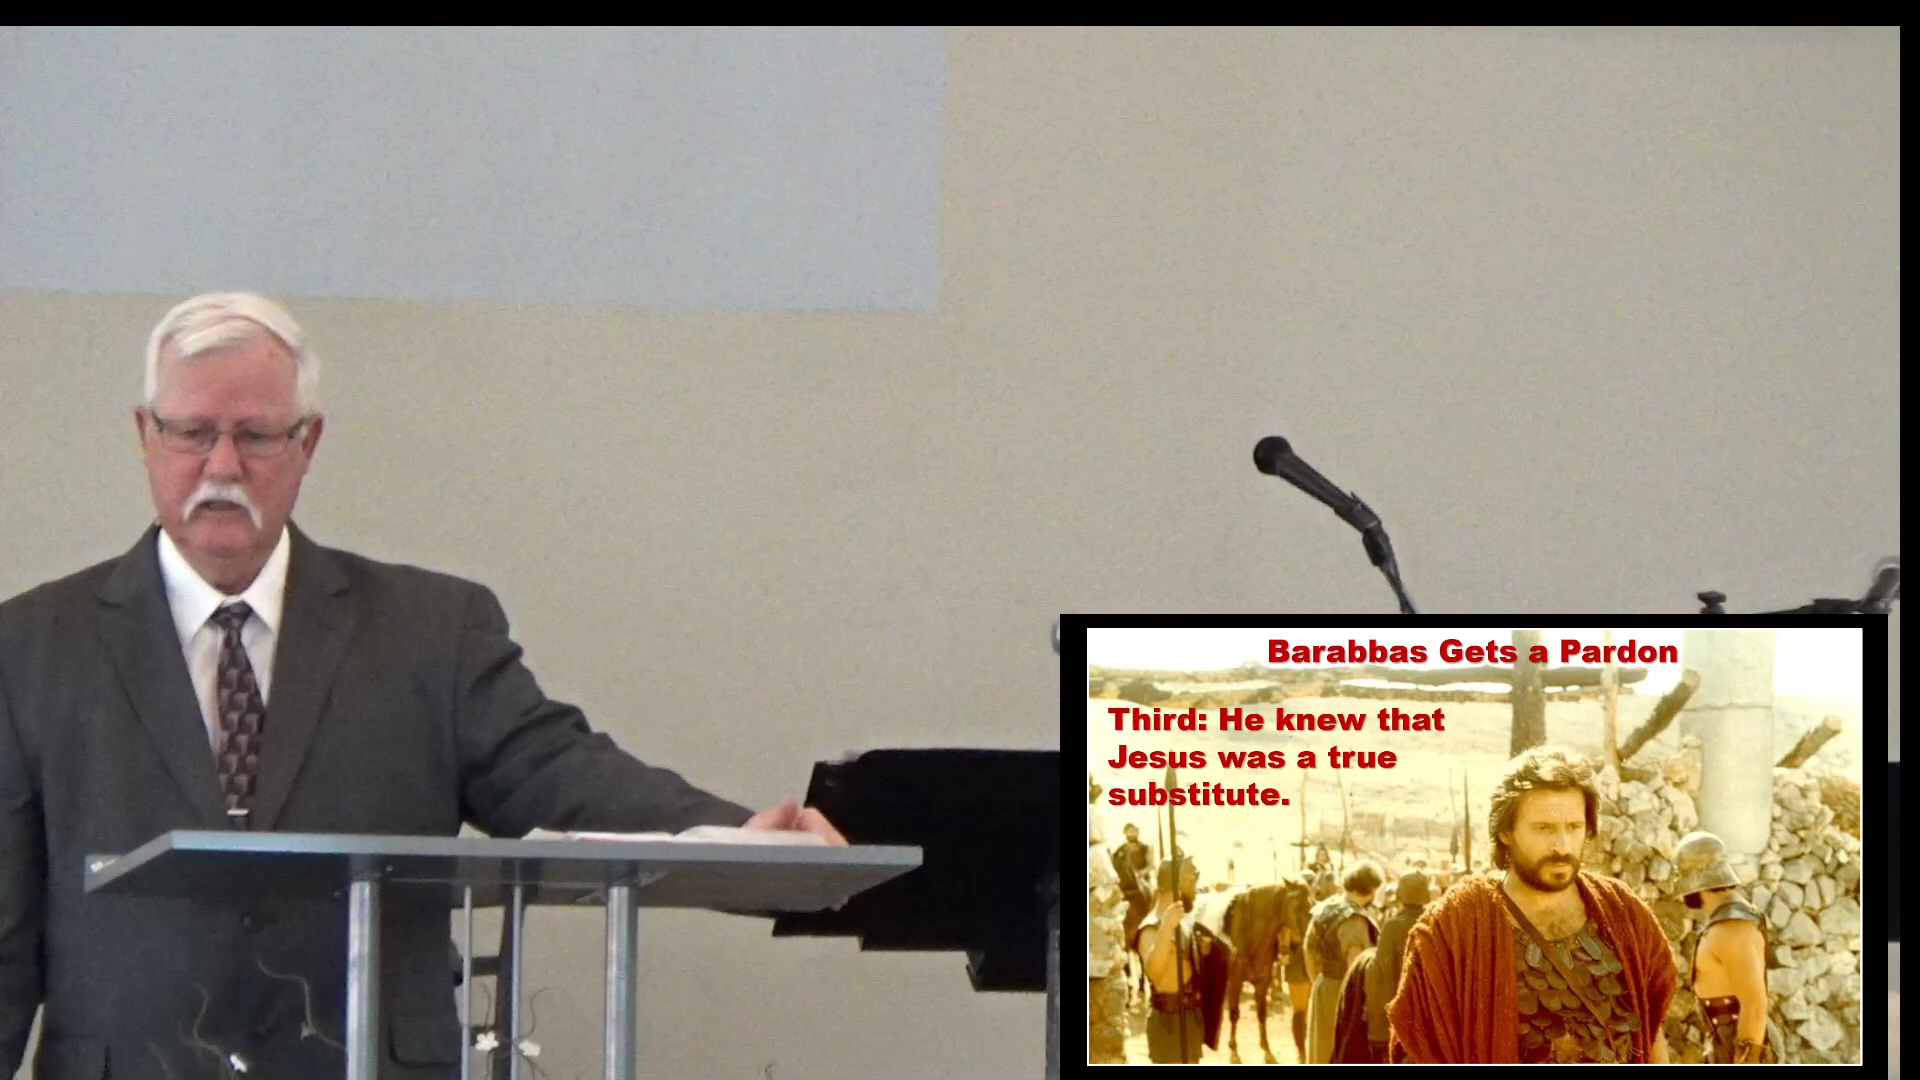 Barabbas Gets a Pardon
Third: He knew that
Jesus was a true
substitute.